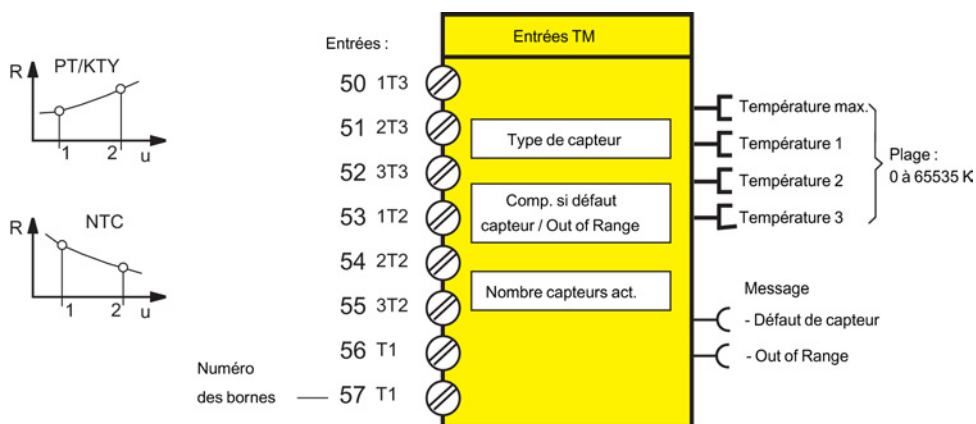 Entrées TM
Entrées :
R
PT/KTY
1
2
u
R
NTC
1
2
u
50 1T3
51 2T3
52 3T3
53 1T2
54 2T2
55 3T2
56 T1
57 T1
Numéro
des bornes
Type de capteur
Comp. si défaut
capteur / Out of Range
Nombre capteurs act.
Température max.
Température 1
Température 2
Température 3
Plage :
0 à 65535 K
Message
- Défaut de capteur
- Out of Range